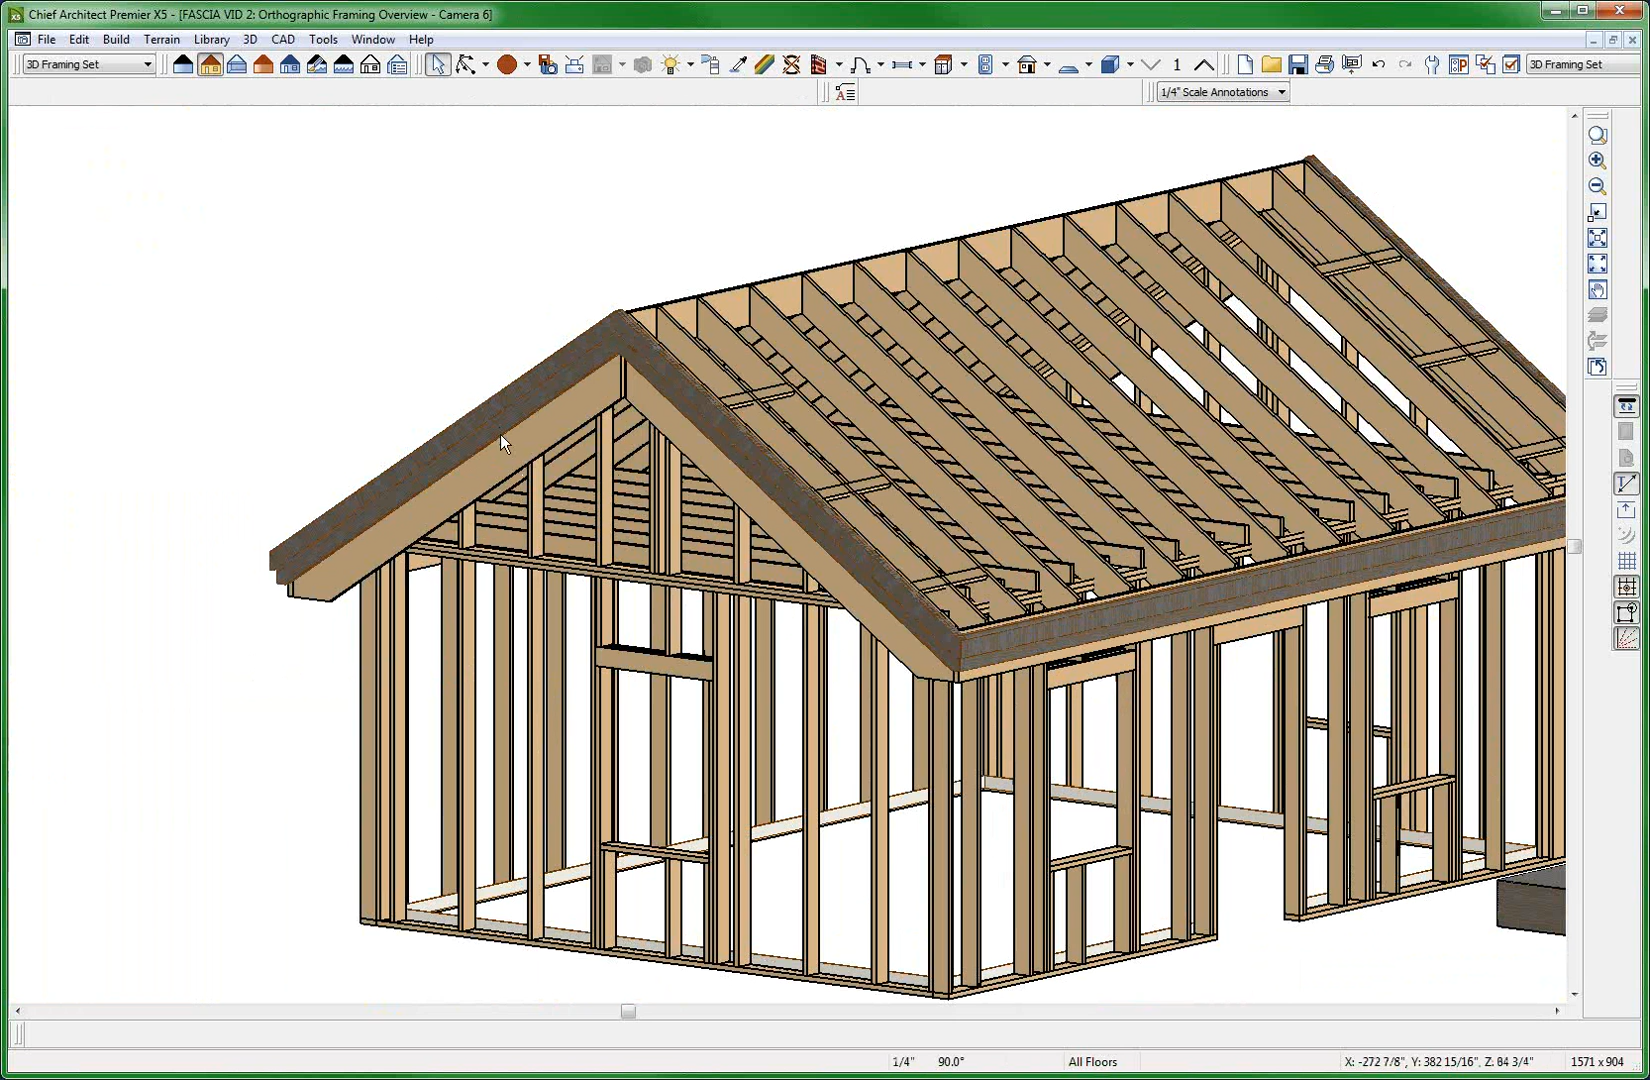 Chief Architect Premier X5 - [FASCIA VID 2: Orthographic Framing Overview - Camera 6]
File Edit Build Terrain Library 3D CAD Tools Window Help
3D Framing Set 1 3D Framing Set
A 1/4" Scale Annotations
1/4" 90.0° All Floors X: -272 7/8", Y: 382 15/16", Z: 84 3/4" 1571 x 904